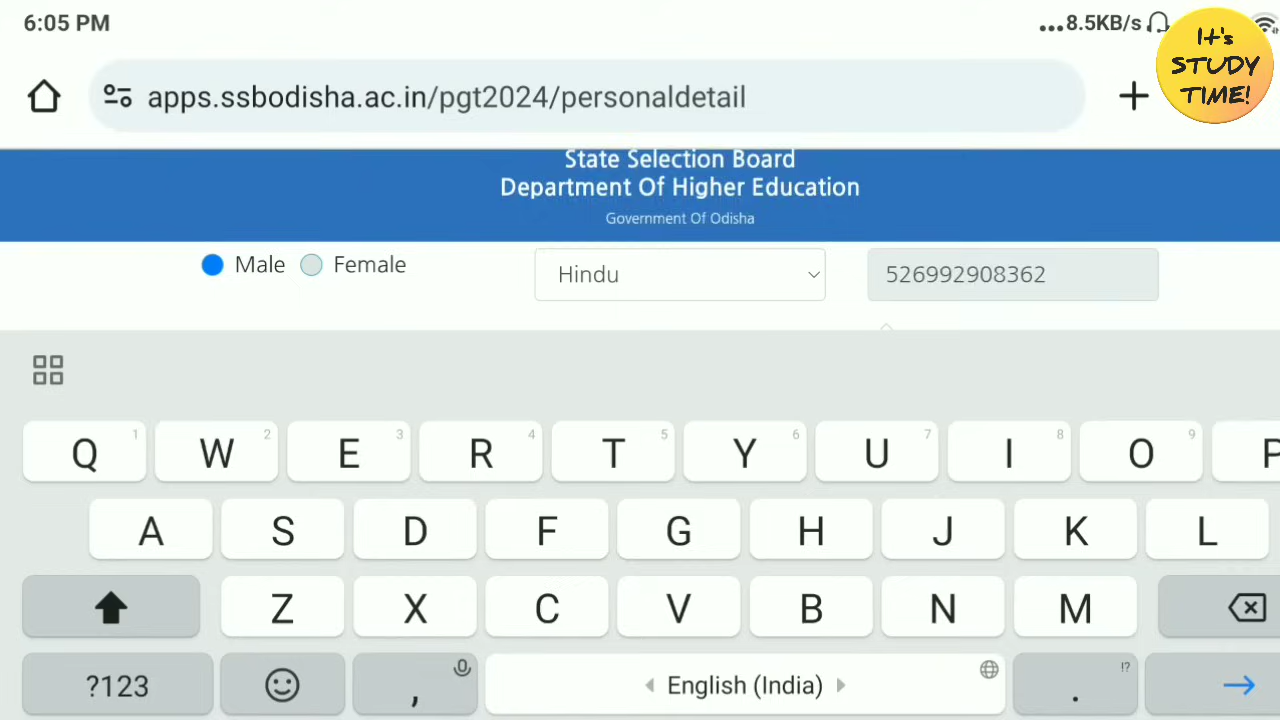 6:05 PM
...8.5KB/s
It's
STUDY
TIME!
apps.ssbodisha.ac.in/pgt2024/personaldetail
State Selection Board
Department Of Higher Education
Government Of Odisha
Male Female Hindu 526992908362
Q 1 W 2 E 3 R 4 T 5 Y 6 U 7 I 8 O 9 P
A S D F G H J K L
Z X C V B N M
?123 , English (India) . !?